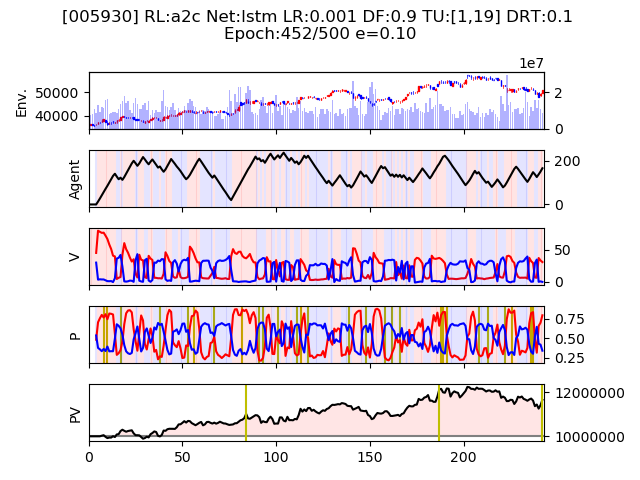 [005930] RL:a2c Net:lstm LR:0.001 DF:0.9 TU:[1,19] DRT:0.1
Epoch:452/500 e=0.10
1e7
Env.
50000
40000
2
0
Agent
200
0
V
50
0
P
0.75
0.50
0.25
PV
12000000
10000000
0 50 100 150 200